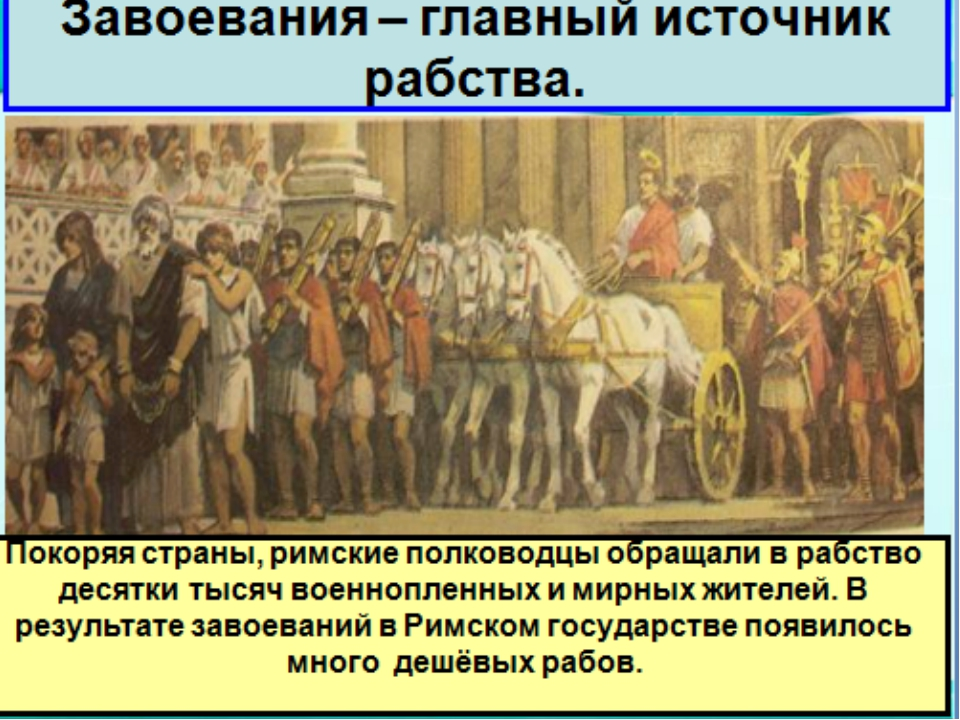 Завоевания – главный источник
рабства.
Покоряя страны, римские полководцы обращали в рабство
десятки тысяч военнопленных и мирных жителей. В
результате завоеваний в Римском государстве появилось
много дешёвых рабов.